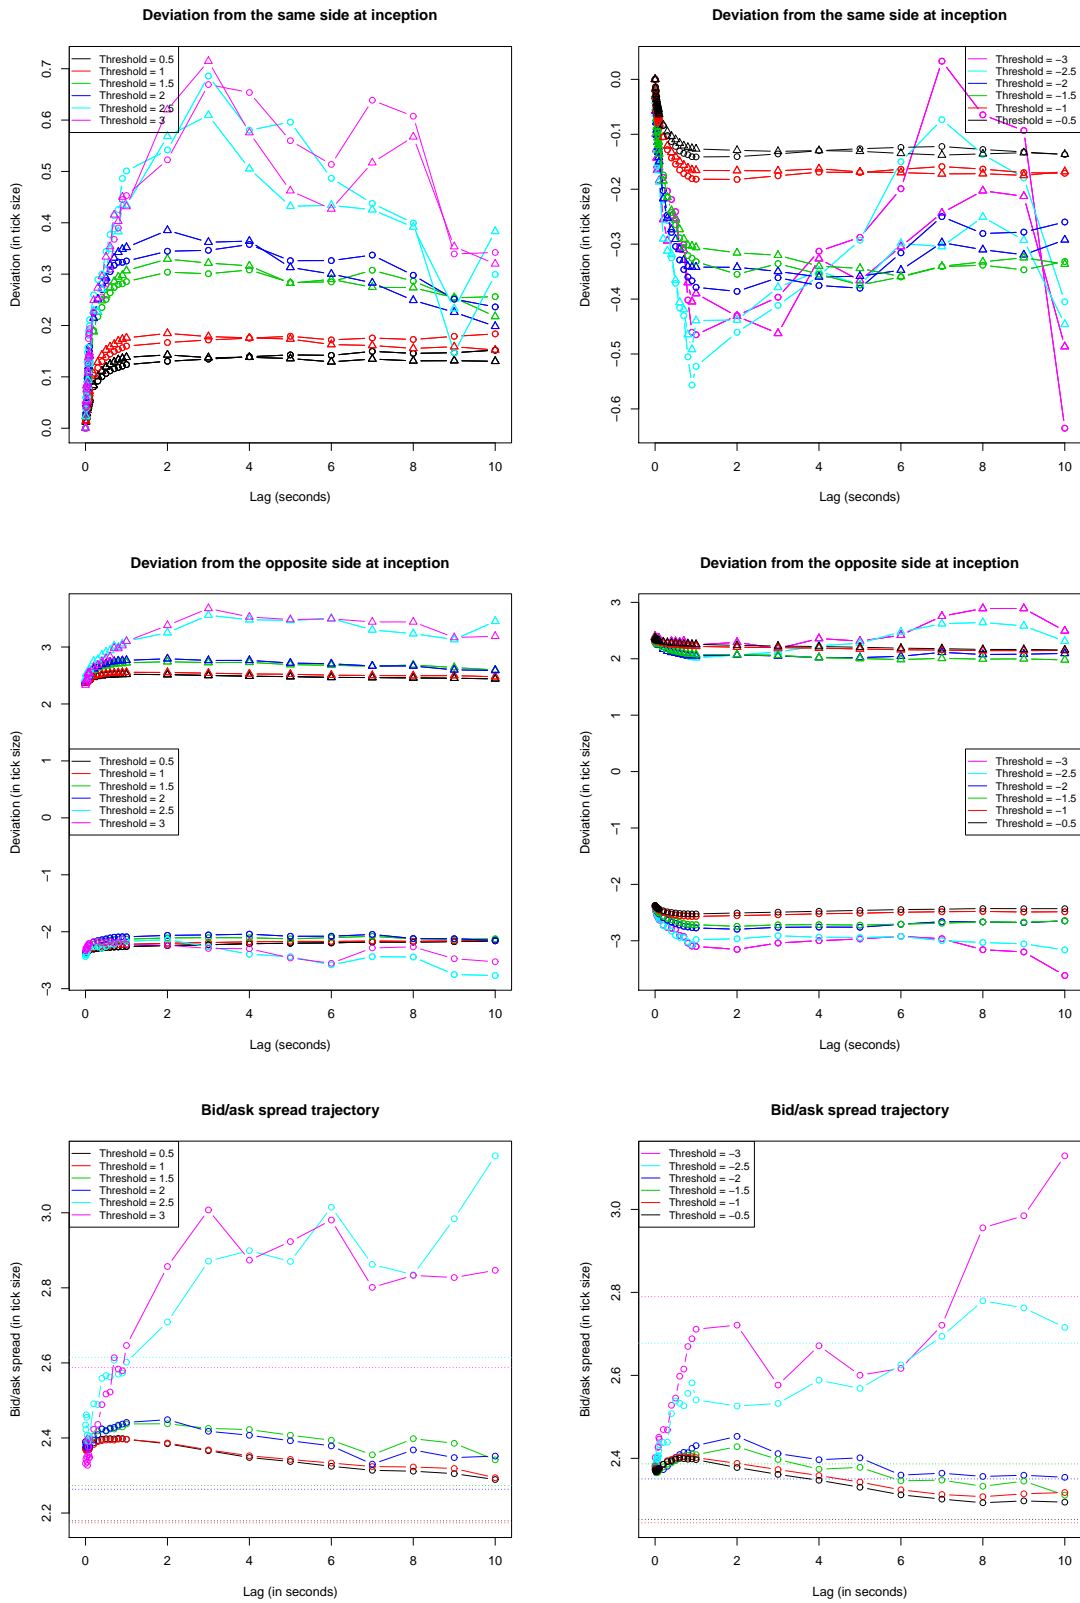 Deviation from the same side at inception
Threshold = 0.5
Threshold = 1
Threshold = 1.5
Threshold = 2
Threshold = 2.5
Threshold = 3
Deviation (in tick size)
0.0
0.1
0.2
0.3
0.4
0.5
0.6
0.7
0 2 4 6 8 10
Lag (seconds)
Deviation from the same side at inception
Threshold = −3
Threshold = −2.5
Threshold = −2
Threshold = −1.5
Threshold = −1
Threshold = −0.5
Deviation (in tick size)
−0.6
−0.5
−0.4
−0.3
−0.2
−0.1
0.0
0 2 4 6 8 10
Lag (seconds)
Deviation from the opposite side at inception
Threshold = 0.5
Threshold = 1
Threshold = 1.5
Threshold = 2
Threshold = 2.5
Threshold = 3
Deviation (in tick size)
−3
−2
−1
0
1
2
3
0 2 4 6 8 10
Lag (seconds)
Deviation from the opposite side at inception
Threshold = −3
Threshold = −2.5
Threshold = −2
Threshold = −1.5
Threshold = −1
Threshold = −0.5
Deviation (in tick size)
−3
−2
−1
0
1
2
3
0 2 4 6 8 10
Lag (seconds)
Bid/ask spread trajectory
Threshold = 0.5
Threshold = 1
Threshold = 1.5
Threshold = 2
Threshold = 2.5
Threshold = 3
Bid/ask spread (in tick size)
2.2
2.4
2.6
2.8
3.0
0 2 4 6 8 10
Lag (in seconds)
Bid/ask spread trajectory
Threshold = −3
Threshold = −2.5
Threshold = −2
Threshold = −1.5
Threshold = −1
Threshold = −0.5
Bid/ask spread (in tick size)
2.4
2.6
2.8
3.0
0 2 4 6 8 10
Lag (in seconds)